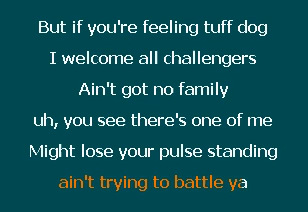 But if you're feeling tuff dog
I welcome all challengers
Ain't got no family
uh, you see there's one of me
Might lose your pulse standing
ain't trying to battle ya